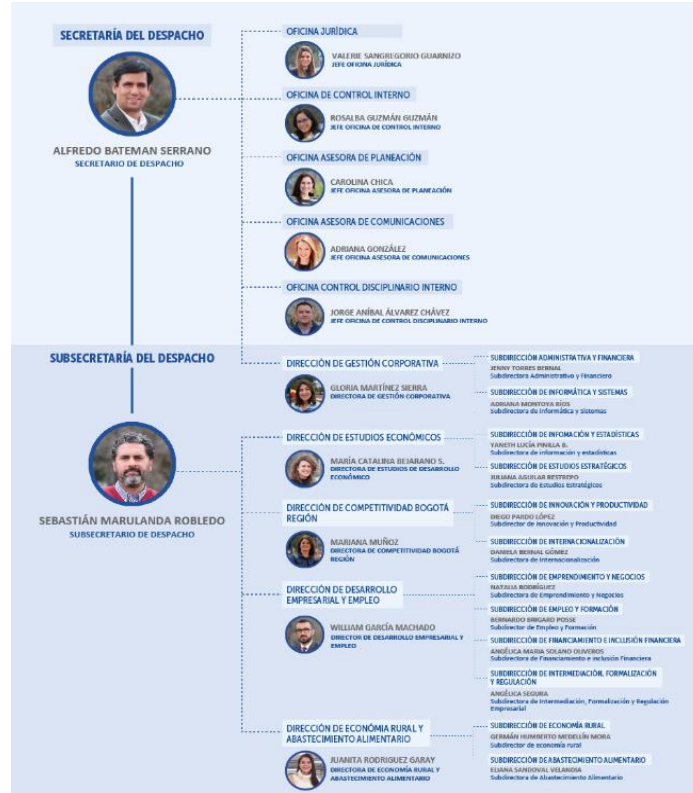 SECRETARÍA DEL DESPACHO
ALFREDO BATEMAN SERRANO
SECRETARIO DE DESPACHO
OFICINA JURÍDICA
VALERIE SANGREGORIO GUARNIZO
JEFE OFICINA JURÍDICA
OFICINA DE CONTROL INTERNO
ROSALBA GUZMÁN GUZMÁN
JEFE OFICINA DE CONTROL INTERNO
OFICINA ASESORA DE PLANEACIÓN
CAROLINA CHICA
JEFE OFICINA ASESORA DE PLANEACIÓN
OFICINA ASESORA DE COMUNICACIONES
ADRIANA GONZÁLEZ
JEFE OFICINA ASESORA DE COMUNICACIONES
OFICINA CONTROL DISCIPLINARIO INTERNO
JORGE ANÍBAL ÁLVAREZ CHÁVEZ
JEFE OFICINA DE CONTROL DISCIPLINARIO INTERNO
SUBSECRETARÍA DEL DESPACHO
SEBASTIÁN MARULANDA ROBLEDO
SUBSECRETARIO DE DESPACHO
DIRECCIÓN DE GESTIÓN CORPORATIVA
GLORIA MARTÍNEZ SIERRA
DIRECTORA DE GESTIÓN CORPORATIVA
SUBDIRECCIÓN ADMINISTRATIVA Y FINANCIERA
JENNY TORRES BERNAL
Subdirectora Administrativo y Financiero
SUBDIRECCIÓN DE INFORMÁTICA Y SISTEMAS
ADRIANA MONTOYA RÍOS
Subdirectora de informática y Sistemas
DIRECCIÓN DE ESTUDIOS ECONÓMICOS
MARÍA CATALINA BEJARANO S.
DIRECTORA DE ESTUDIOS DE DESARROLLO
ECONÓMICO
SUBDIRECCIÓN DE INFOMACIÓN Y ESTADÍSTICAS
YANETH LUCÍA PINILLA B.
Subdirectora de información y estadísticas
SUBDIRECCIÓN DE ESTUDIOS ESTRATÉGICOS
JULIANA AGUILAR RESTREPO
Subdirectora de Estudios Estratégicos
DIRECCIÓN DE COMPETITIVIDAD BOGOTÁ
REGIÓN
MARIANA MUÑOZ
DIRECTORA DE COMPETITIVIDAD BOGOTÁ
REGIÓN
SUBDIRECCIÓN DE INNOVACIÓN Y PRODUCTIVIDAD
DIEGO PARDO LÓPEZ
Subdirector de innovación y Productividad
SUBDIRECCIÓN DE INTERNACIONALIZACIÓN
DANIELA BERNAL GÓMEZ
Subdirectora de Internacionalización
DIRECCIÓN DE DESARROLLO
EMPRESARIAL Y EMPLEO
WILLIAM GARCÍA MACHADO
DIRECTOR DE DESARROLLO EMPRESARIAL Y
EMPLEO
SUBDIRECCIÓN DE EMPRENDIMIENTO Y NEGOCIOS
NATALIA RODRÍGUEZ
Subdirectora de Emprendimiento y Negocios
SUBDIRECCIÓN DE EMPLEO Y FORMACIÓN
BERNARDO BRIGARD POSSE
Subdirector de Empleo y Formación
SUBDIRECCIÓN DE FINANCIAMIENTO E INCLUSIÓN FINANCIERA
ANGÉLICA MARIA SOLANO OLIVEROS
Subdirectora de Financiamiento e inclusión Financiera
SUBDIRECCIÓN DE INTERMEDIACIÓN, FORMALIZACIÓN
Y REGULACIÓN
ANGÉLICA SEGURA
Subdirectora de Intermediación, Formalización y Regulación
Empresarial
DIRECCIÓN DE ECONÓMIA RURAL Y
ABASTECIMIENTO ALIMENTARIO
JUANITA RODRIGUEZ GARAY
DIRECTORA DE ECONOMÍA RURAL Y
ABASTECIMIENTO ALIMENTARIO
SUBDIRECCIÓN DE ECONOMÍA RURAL
GERMÁN HUMBERTO MEDELLÍN MORA
Subdirector de economía rural
SUBDIRECCIÓN DE ABASTECIMIENTO ALIMENTARIO
ELIANA SANDOVAL VELANDIA
Subdirectora de Abastecimiento Alimentario